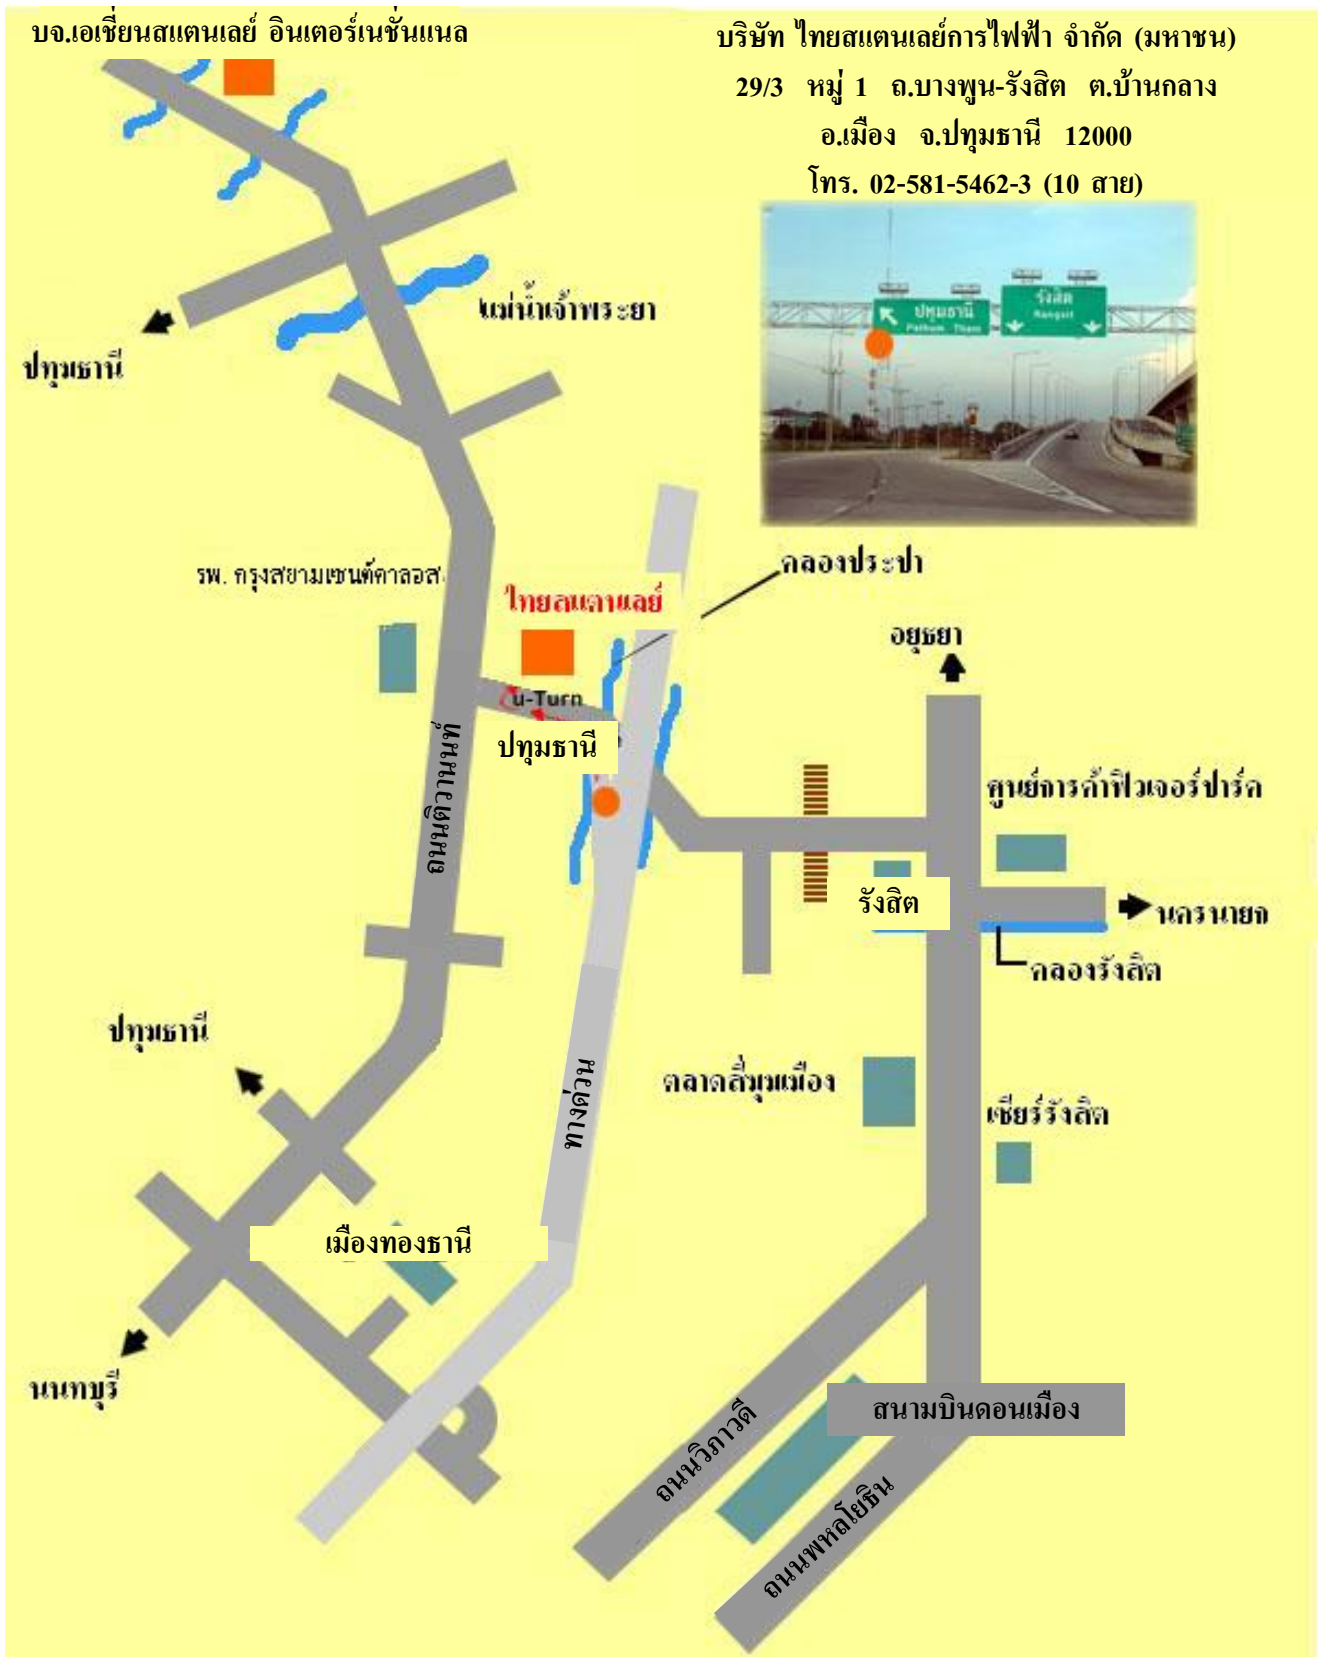 บจ.เอเชี่ยนสแตนเลย์ อินเตอร์เนชั่นแนล
บริษัท ไทยสแตนเลย์การไฟฟ้า จำกัด (มหาชน)
29/3 หมู่ 1 ถ.บางพูน-รังสิต ต.บ้านกลาง
อ.เมือง จ.ปทุมธานี 12000
โทร. 02-581-5462-3 (10 สาย)
แม่น้ำเจ้าพระยา
ปทุมธานี
Pathum Thani
รังสิต
Rangsit
ปทุมธานี
คลองประปา
รพ. กรุงสยามเซนต์คาลอส
ไทยสแตนเลย์
อยุธยา
u-Turn
ปทุมธานี
ถนนติวานนท์
ศูนย์การค้าฟิวเจอร์ปาร์ค
รังสิต
นครนายก
คลองรังสิต
ปทุมธานี
ทางด่วน
ตลาดสี่มุมเมือง
เซียร์รังสิต
เมืองทองธานี
นนทบุรี
สนามบินดอนเมือง
ถนนวิภาวดี
ถนนพหลโยธิน